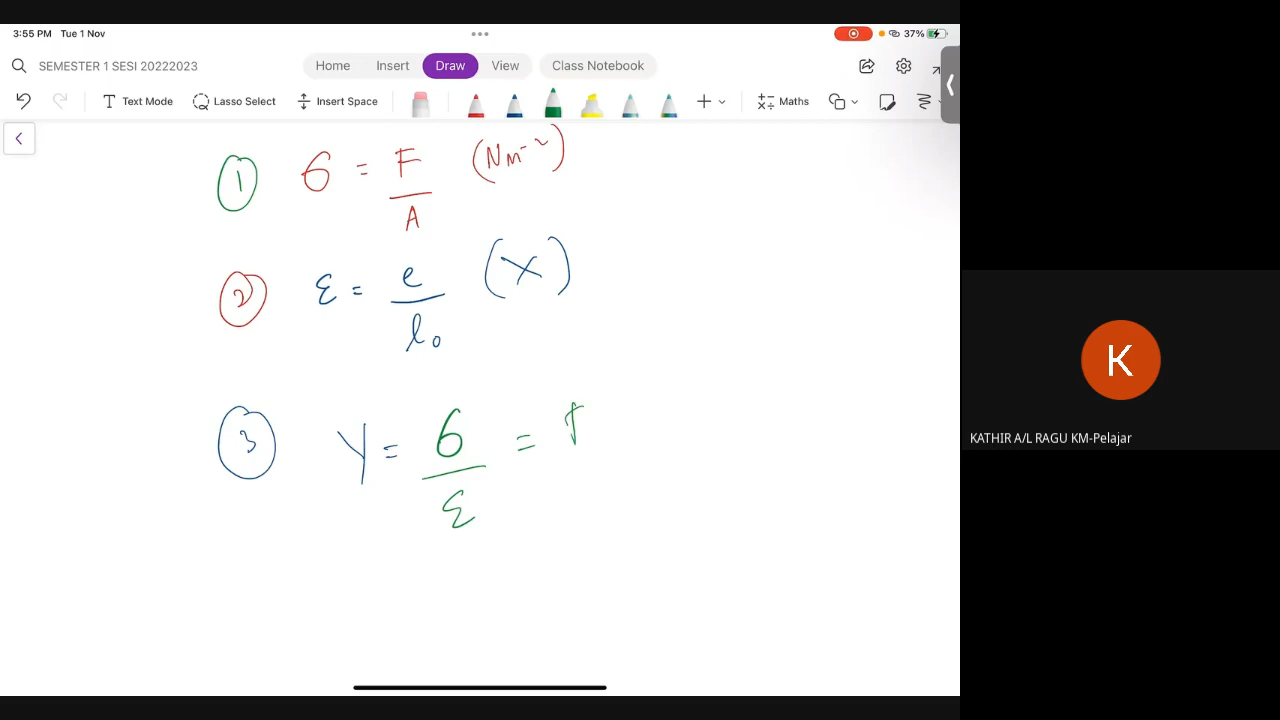 3:55 PM Tue 1 Nov
37%
SEMESTER 1 SESI 20222023
Home Insert Draw View Class Notebook
Text Mode Lasso Select Insert Space Maths
① σ = F/A (Nm⁻²)
② ε = e/l₀ (X)
③ Y = σ/ε =
K
KATHIR A/L RAGU KM-Pelajar